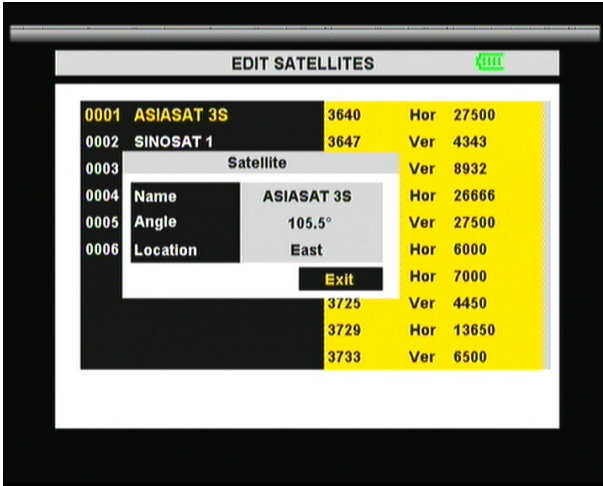 EDIT SATELLITES
0001 ASIASAT 3S 3640 Hor 27500
0002 SINOSAT 1 3647 Ver 4343
Satellite
0003 Ver 8932
0004 Name ASIASAT 3S Hor 26666
0005 Angle 105.5° Ver 27500
0006 Location East Hor 6000
Exit Hor 7000
3725 Ver 4450
3729 Hor 13650
3733 Ver 6500